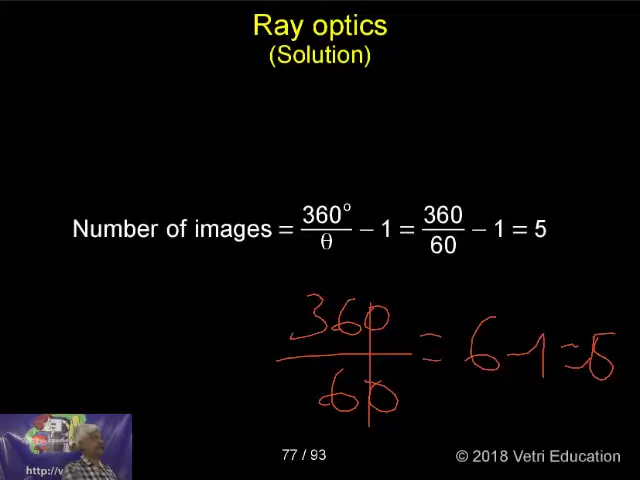 Ray optics
(Solution)
Number of images = 360°/θ − 1 = 360/60 − 1 = 5
360/60 = 6-1=5
http://v
77 / 93
© 2018 Vetri Education